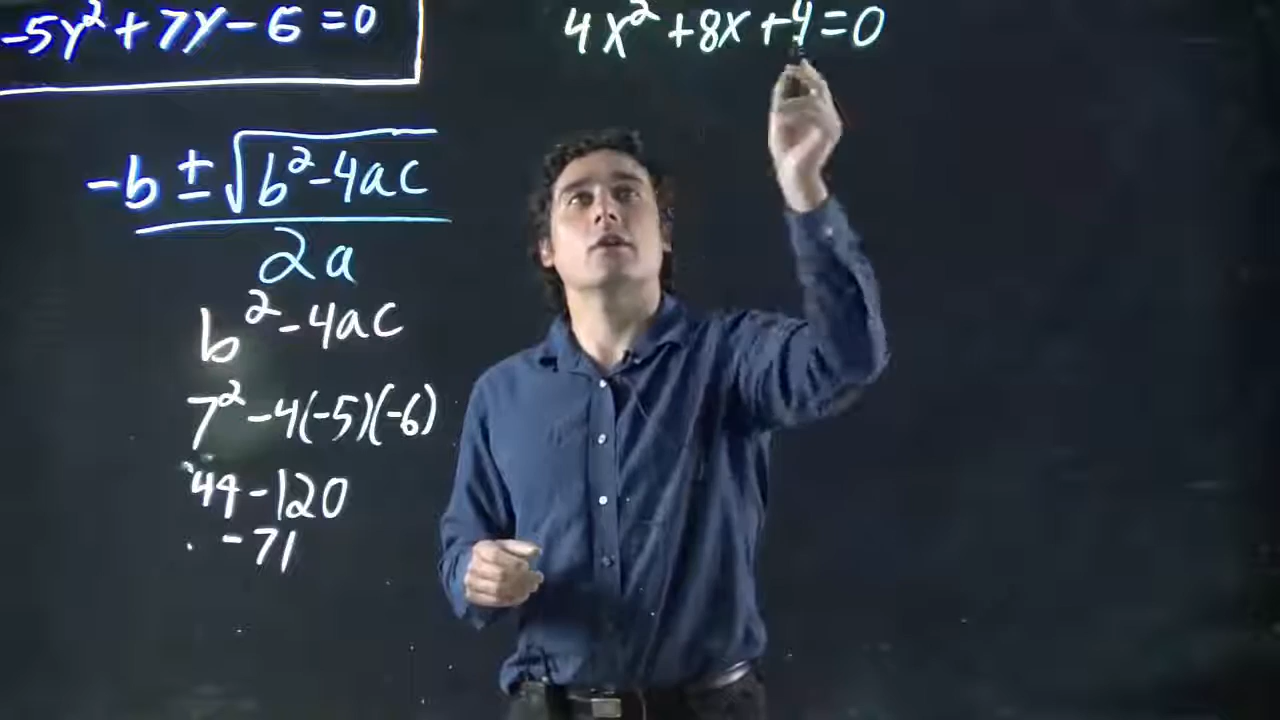 -5y²+7y-6=0
4x²+8x+4=0
-b ± √b²-4ac
2a
b²-4ac
7²-4(-5)(-6)
49-120
-71